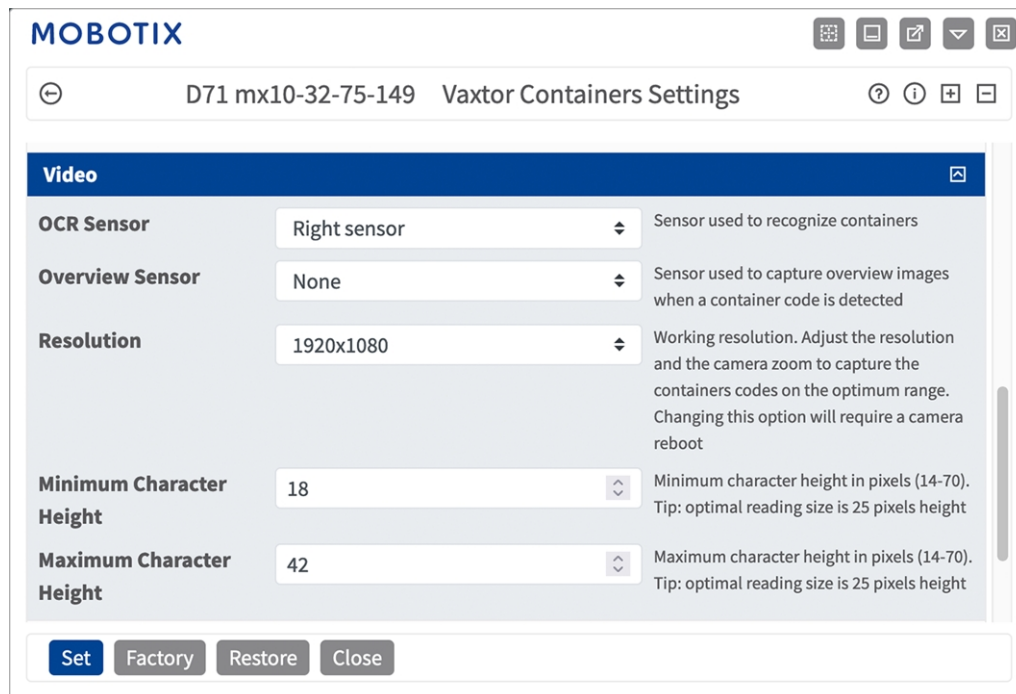 MOBOTIX
D71 mx10-32-75-149 Vaxtor Containers Settings
Video
OCR Sensor
Right sensor
Sensor used to recognize containers
Overview Sensor
None
Sensor used to capture overview images
when a container code is detected
Resolution
1920x1080
Working resolution. Adjust the resolution
and the camera zoom to capture the
containers codes on the optimum range.
Changing this option will require a camera
reboot
Minimum Character
Height
18
Minimum character height in pixels (14-70).
Tip: optimal reading size is 25 pixels height
Maximum Character
Height
42
Maximum character height in pixels (14-70).
Tip: optimal reading size is 25 pixels height
Set Factory Restore Close